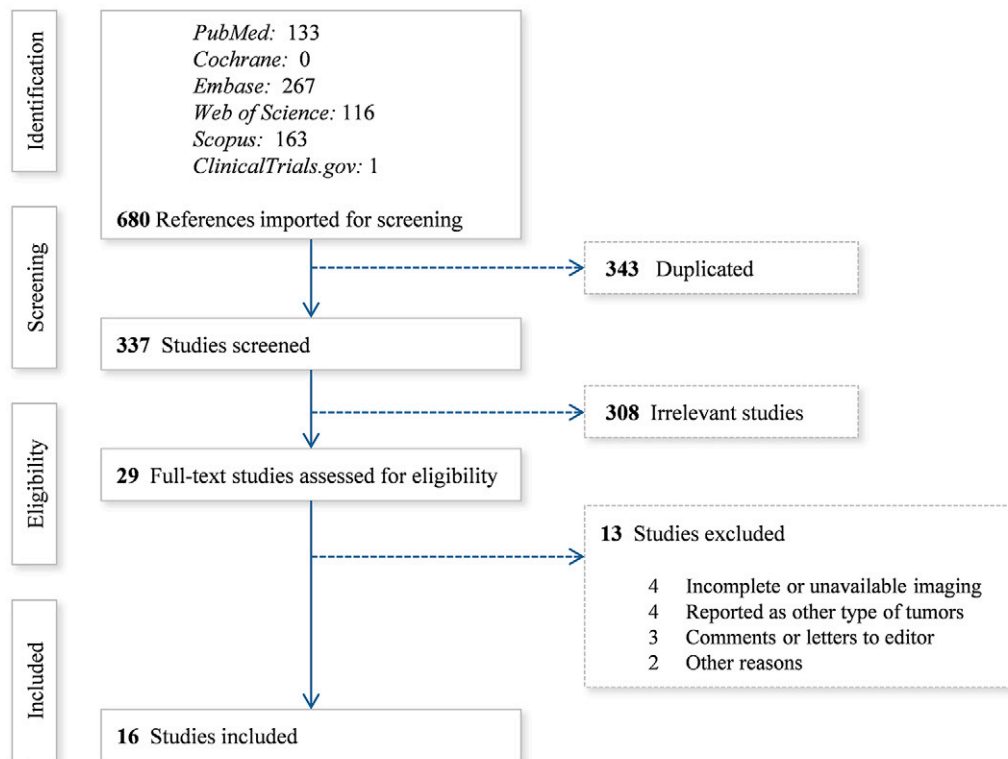 Identification
PubMed: 133
Cochrane: 0
Embase: 267
Web of Science: 116
Scopus: 163
ClinicalTrials.gov: 1
680 References imported for screening
Screening
343 Duplicated
337 Studies screened
308 Irrelevant studies
Eligibility
29 Full-text studies assessed for eligibility
13 Studies excluded
4 Incomplete or unavailable imaging
4 Reported as other type of tumors
3 Comments or letters to editor
2 Other reasons
Included
16 Studies included